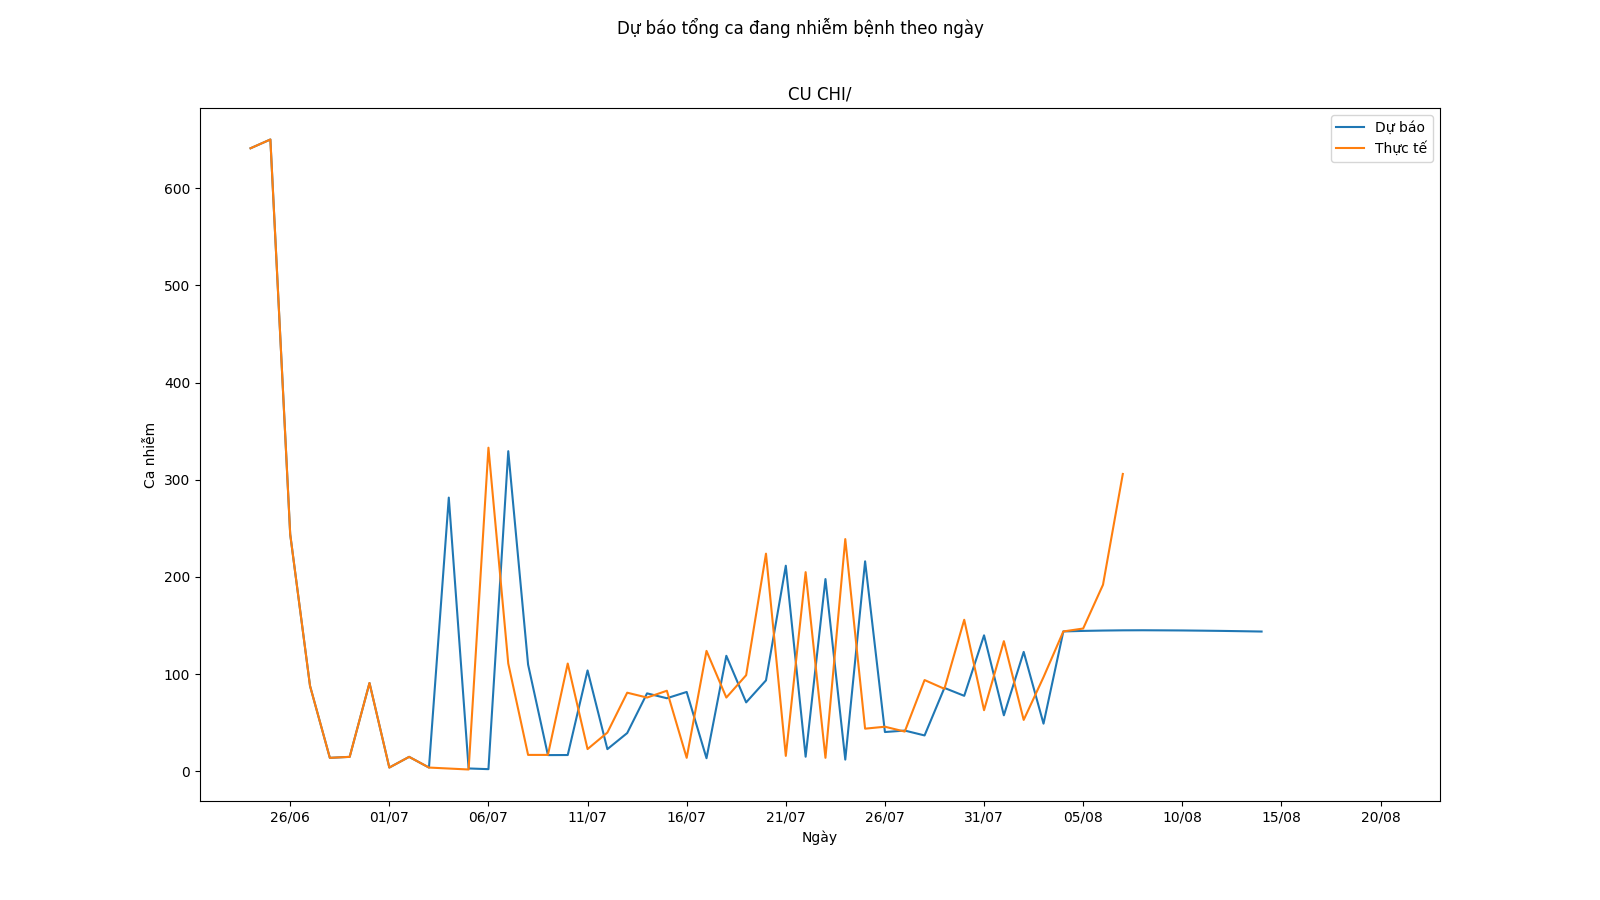 Dự báo tổng ca đang nhiễm bệnh theo ngày
CU CHI/
Dự báo
Thực tế
Ca nhiễm
600
500
400
300
200
100
0
26/06 01/07 06/07 11/07 16/07 21/07 26/07 31/07 05/08 10/08 15/08 20/08
Ngày